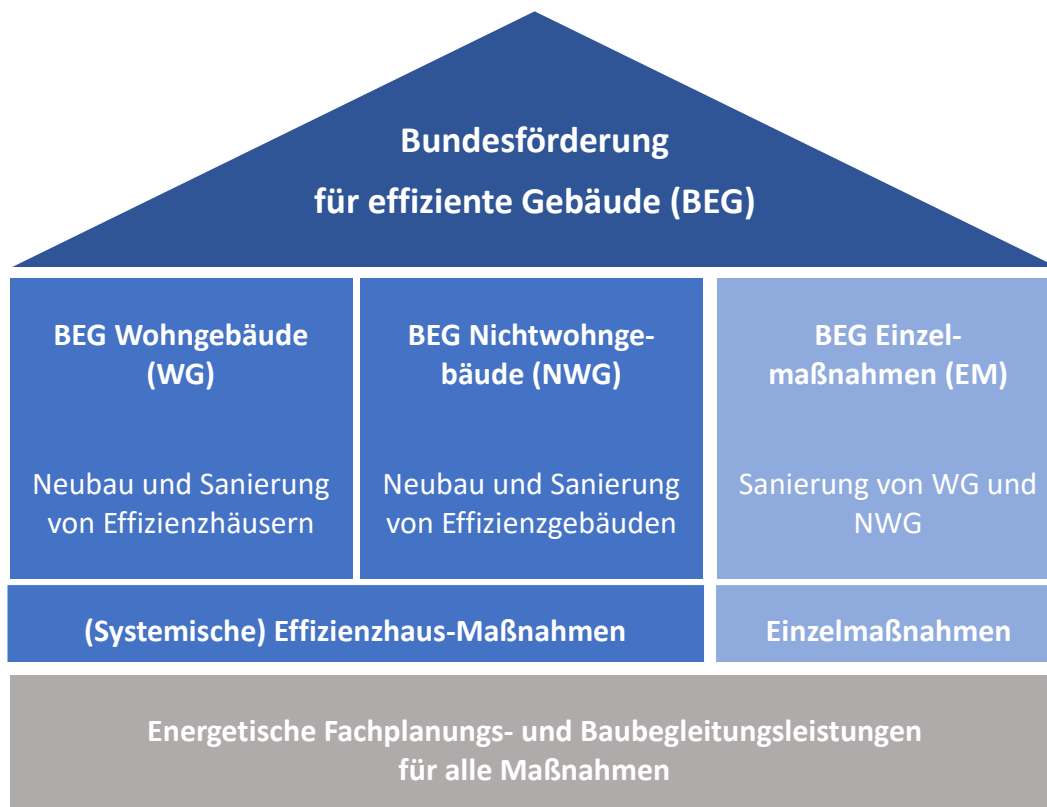 Bundesförderung
für effiziente Gebäude (BEG)
BEG Wohngebäude
(WG)
Neubau und Sanierung
von Effizienzhäusern
BEG Nichtwohnge-
bäude (NWG)
Neubau und Sanierung
von Effizienzgebäuden
BEG Einzel-
maßnahmen (EM)
Sanierung von WG und
NWG
(Systemische) Effizienzhaus-Maßnahmen
Einzelmaßnahmen
Energetische Fachplanungs- und Baubegleitungsleistungen
für alle Maßnahmen